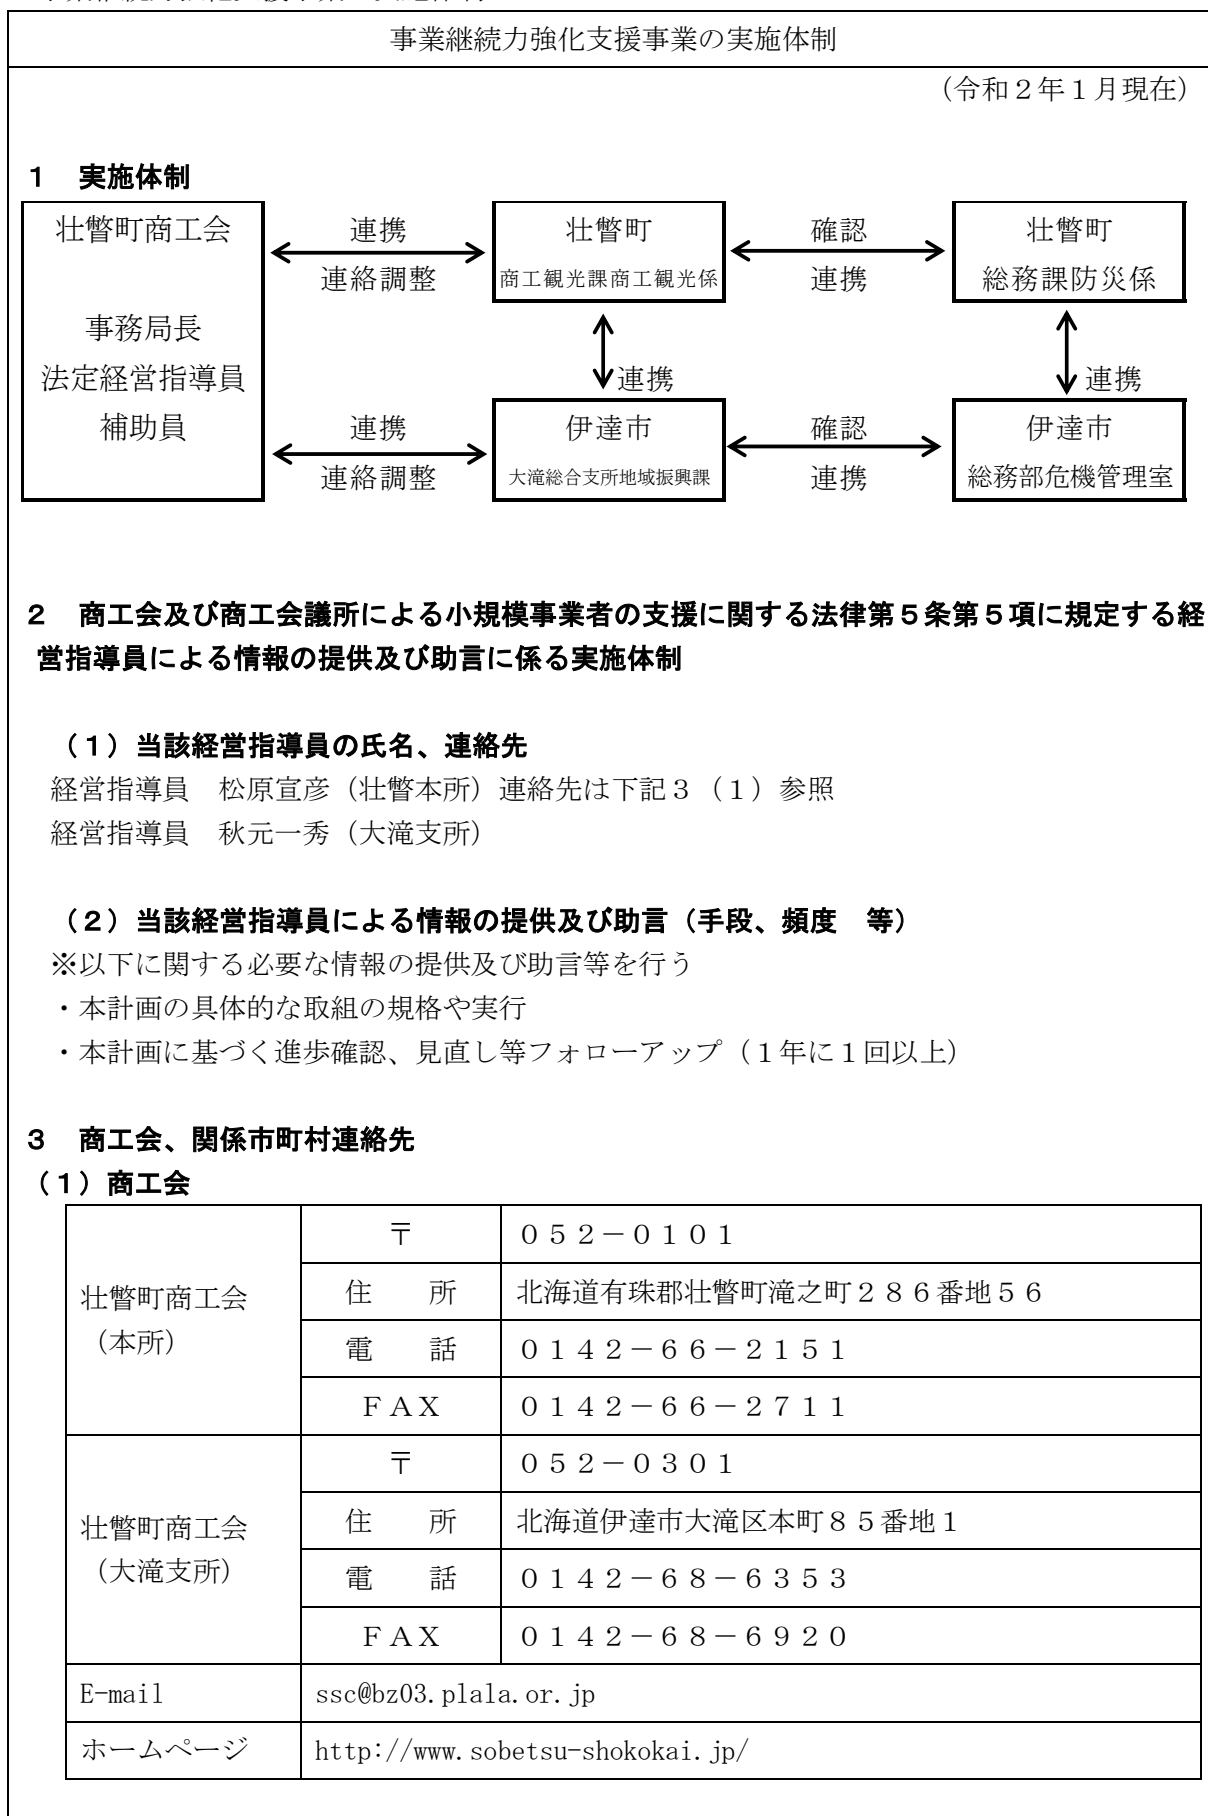 事業継続力強化支援事業の実施体制
（令和２年１月現在）
１　実施体制
壮瞥町商工会
事務局長
法定経営指導員
補助員
連携
連絡調整
壮瞥町
商工観光課商工観光係
確認
連携
壮瞥町
総務課防災係
連携
連携
連携
連絡調整
伊達市
大滝総合支所地域振興課
確認
連携
伊達市
総務部危機管理室
２　商工会及び商工会議所による小規模事業者の支援に関する法律第５条第５項に規定する経
営指導員による情報の提供及び助言に係る実施体制
（１）当該経営指導員の氏名、連絡先
経営指導員　松原宣彦（壮瞥本所）連絡先は下記３（１）参照
経営指導員　秋元一秀（大滝支所）
（２）当該経営指導員による情報の提供及び助言（手段、頻度　等）
※以下に関する必要な情報の提供及び助言等を行う
・本計画の具体的な取組の規格や実行
・本計画に基づく進歩確認、見直し等フォローアップ（１年に１回以上）
３　商工会、関係市町村連絡先
（１）商工会
壮瞥町商工会
（本所）
〒　０５２－０１０１
住　所　北海道有珠郡壮瞥町滝之町２８６番地５６
電　話　０１４２－６６－２１５１
ＦＡＸ　０１４２－６６－２７１１
壮瞥町商工会
（大滝支所）
〒　０５２－０３０１
住　所　北海道伊達市大滝区本町８５番地１
電　話　０１４２－６８－６３５３
ＦＡＸ　０１４２－６８－６９２０
E-mail　ssc@bz03.plala.or.jp
ホームページ　http://www.sobetsu-shokokai.jp/